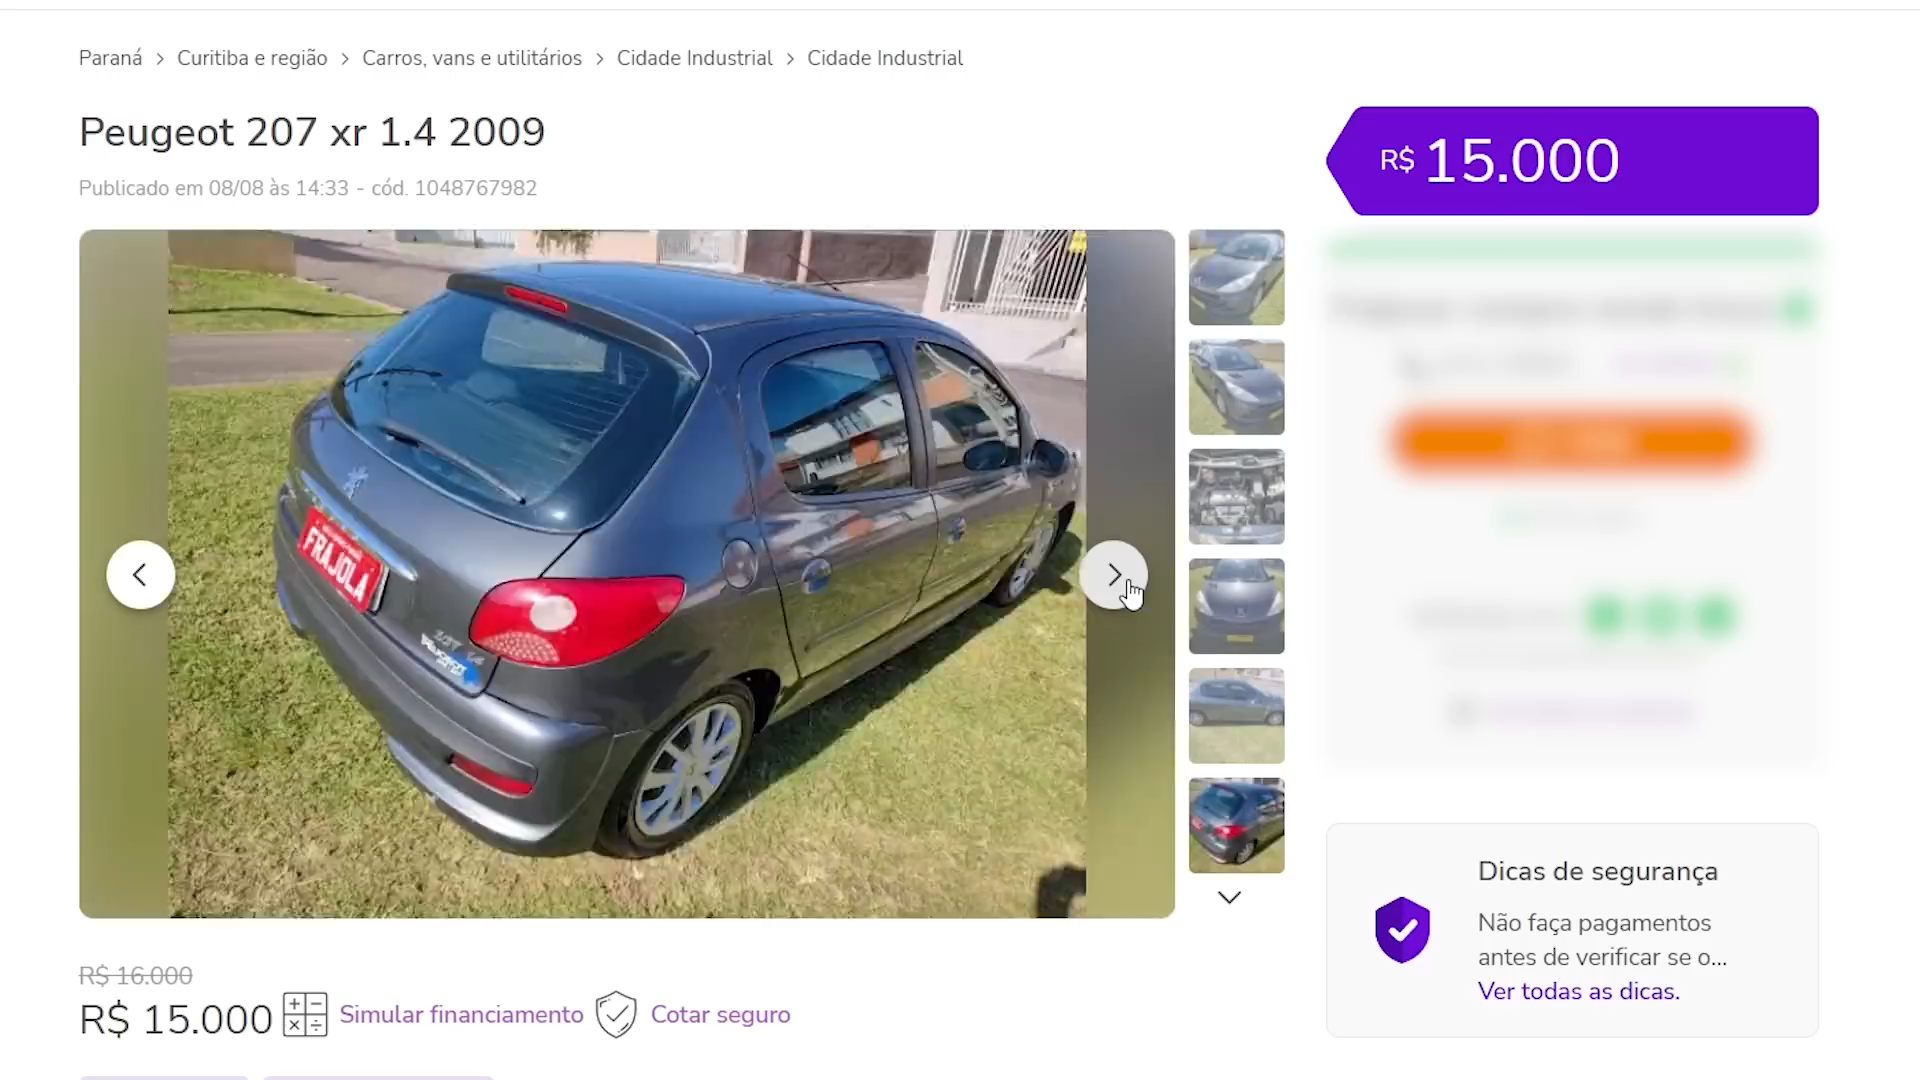 Paraná > Curitiba e região > Carros, vans e utilitários > Cidade Industrial > Cidade Industrial
Peugeot 207 xr 1.4 2009
Publicado em 08/08 às 14:33 - cód. 1048767982
R$ 15.000
FRAJOLA
R$ 16.000
R$ 15.000
Simular financiamento
Cotar seguro
Dicas de segurança
Não faça pagamentos
antes de verificar se o...
Ver todas as dicas.